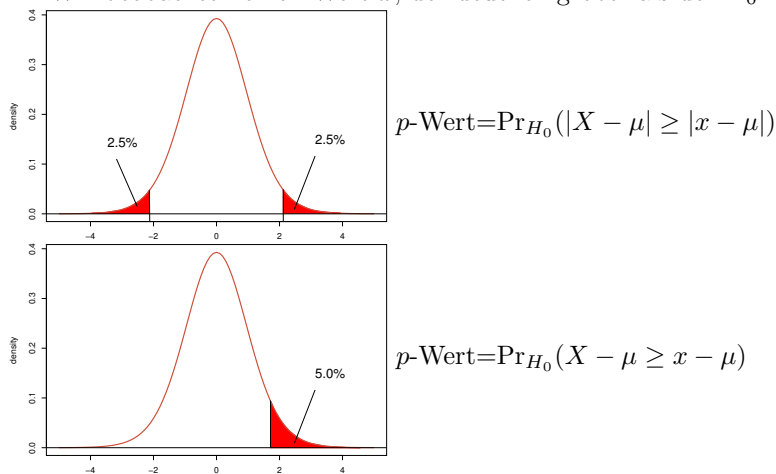 0.4
0.3
0.2
0.1
0.0
density
2.5%
2.5%
−4 −2 0 2 4
p-Wert=Pr_{H_0}(|X − μ| ≥ |x − μ|)
0.4
0.3
0.2
0.1
0.0
density
5.0%
−4 −2 0 2 4
p-Wert=Pr_{H_0}(X − μ ≥ x − μ)